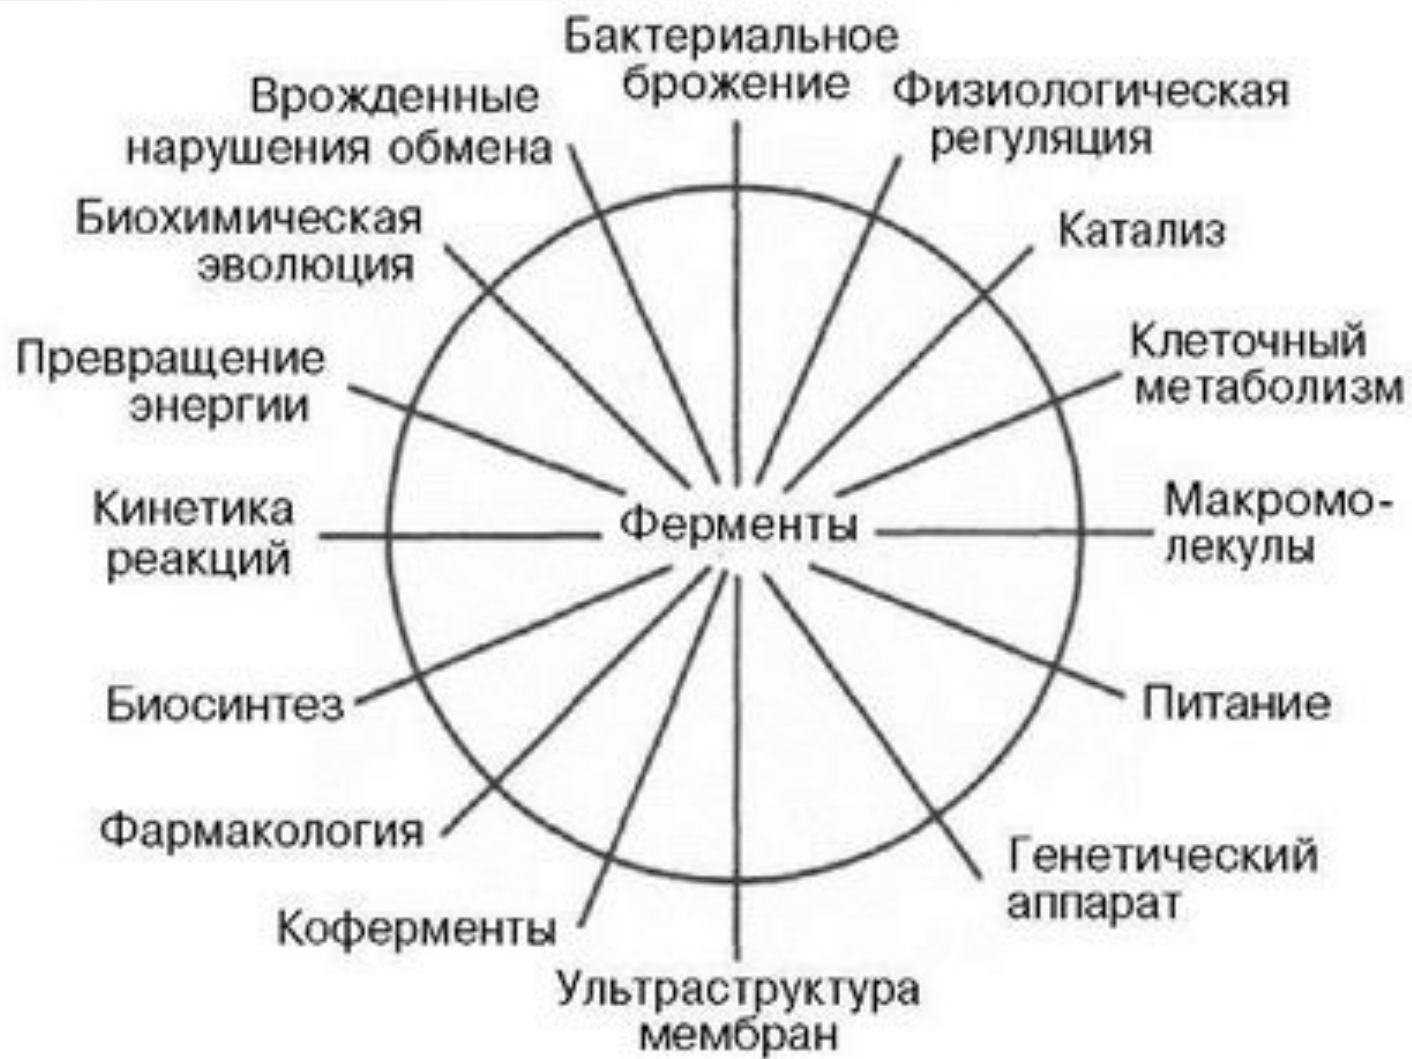 Бактериальное
брожение
Физиологическая
регуляция
Катализ
Клеточный
метаболизм
Макромо-
лекулы
Питание
Генетический
аппарат
Ультраструктура
мембран
Коферменты
Фармакология
Биосинтез
Кинетика
реакций
Превращение
энергии
Биохимическая
эволюция
Врожденные
нарушения обмена
Ферменты